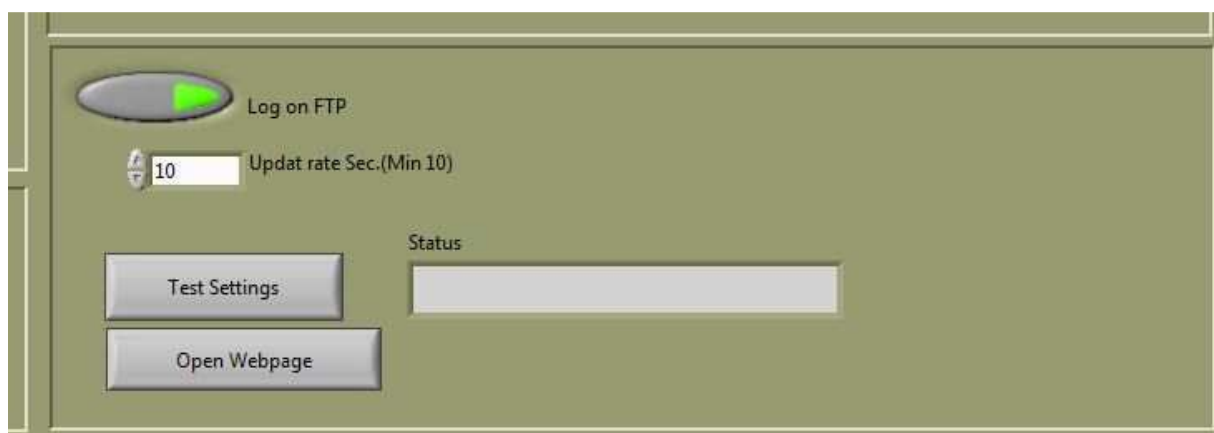 Log on FTP
10 Updat rate Sec.(Min 10)
Status
Test Settings
Open Webpage